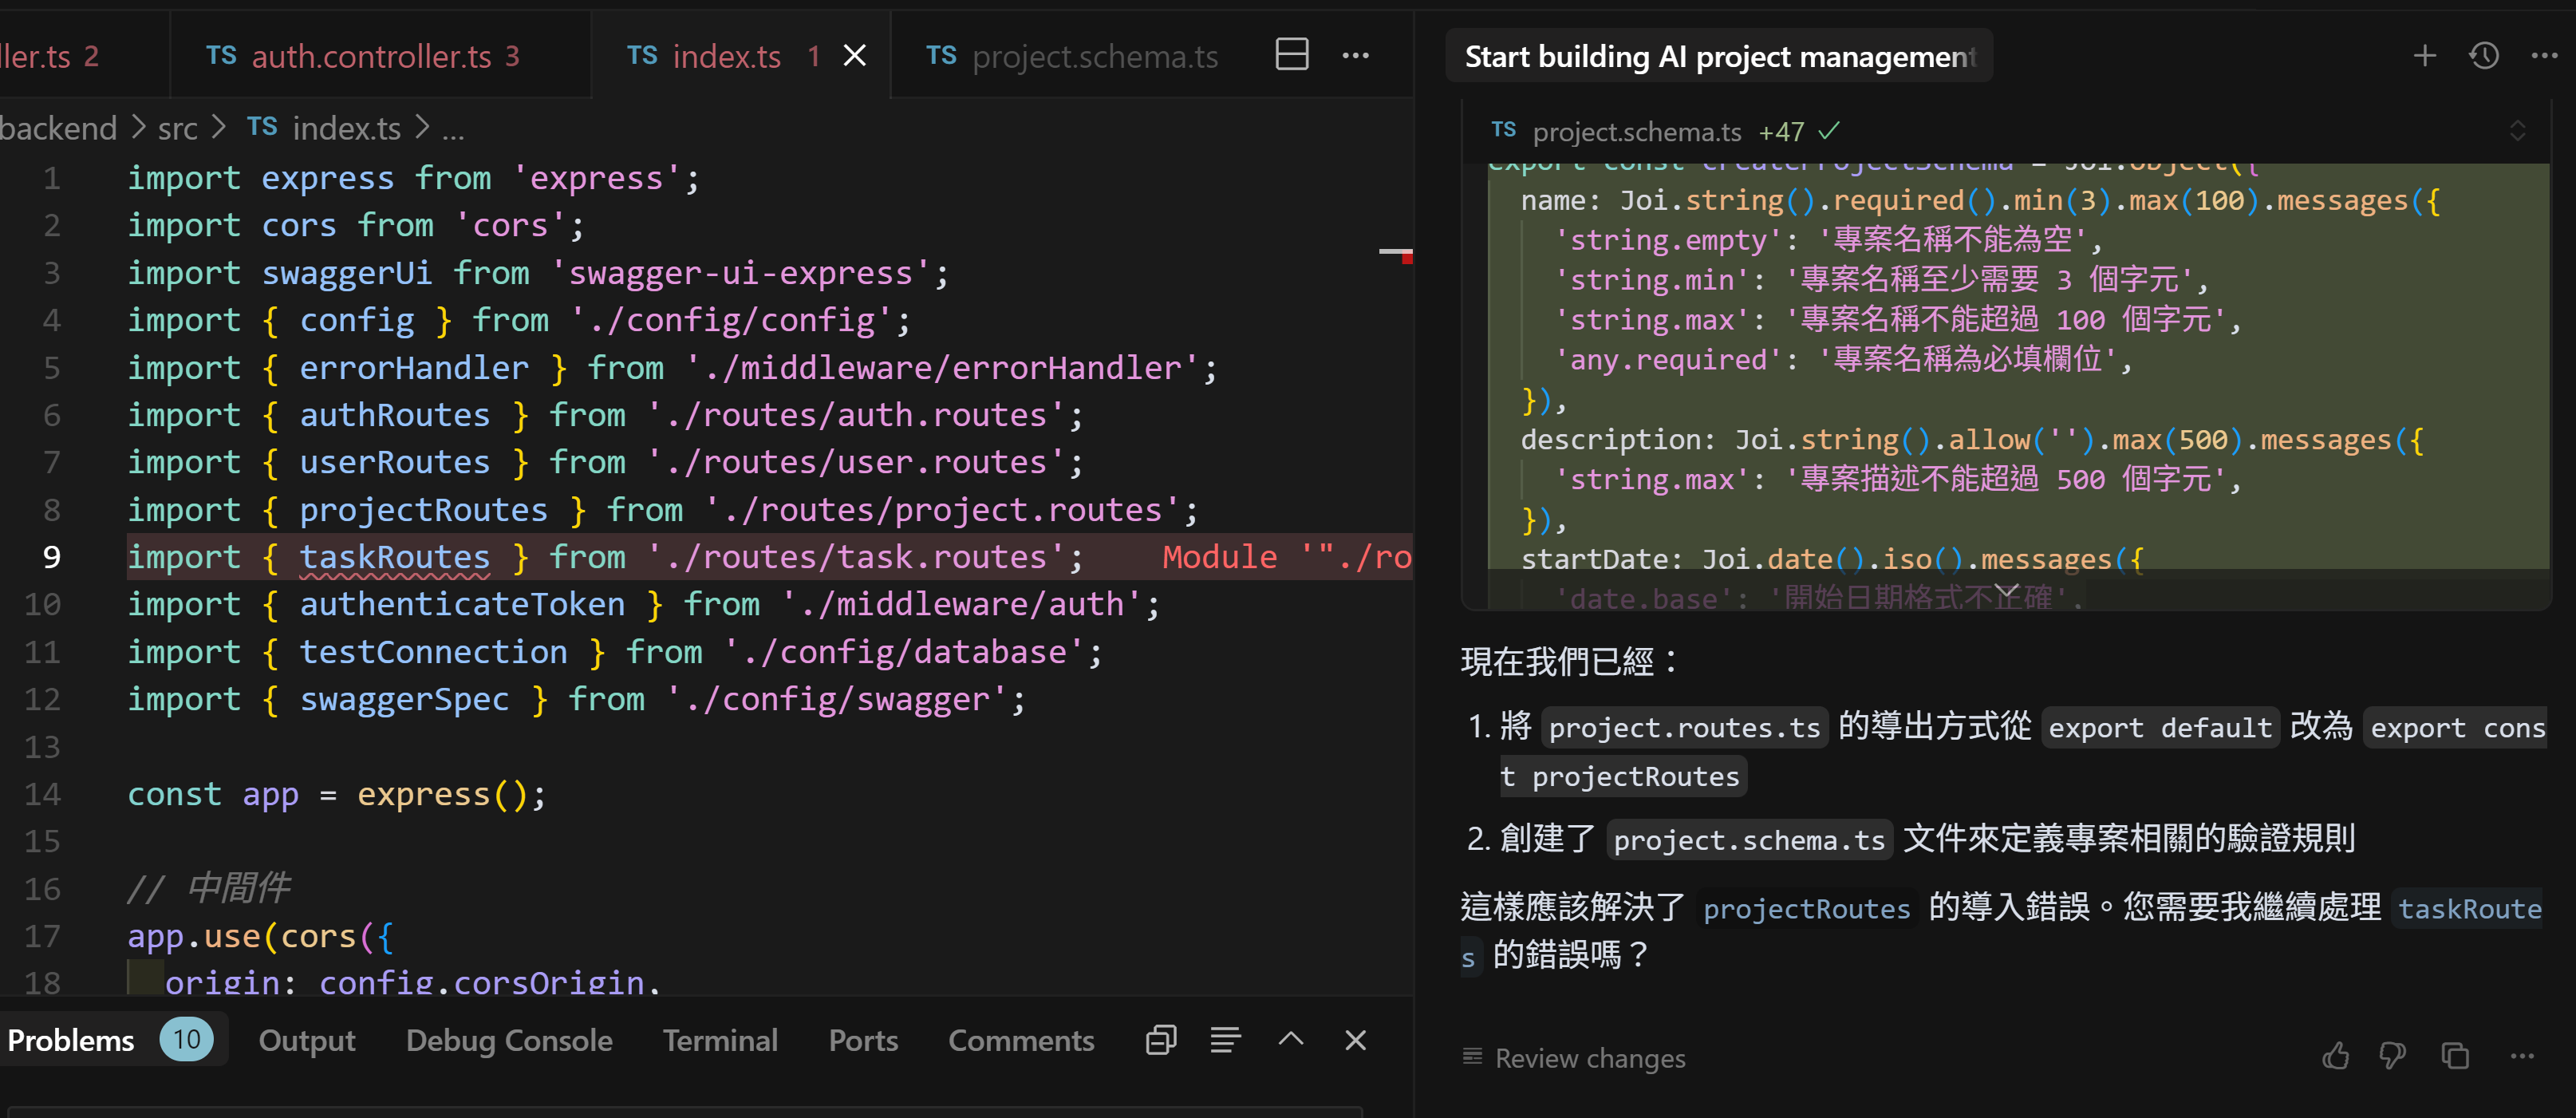 ller.ts 2
TS auth.controller.ts 3
TS index.ts 1
TS project.schema.ts
backend > src > TS index.ts > ...
1 import express from 'express';
2 import cors from 'cors';
3 import swaggerUi from 'swagger-ui-express';
4 import { config } from './config/config';
5 import { errorHandler } from './middleware/errorHandler';
6 import { authRoutes } from './routes/auth.routes';
7 import { userRoutes } from './routes/user.routes';
8 import { projectRoutes } from './routes/project.routes';
9 import { taskRoutes } from './routes/task.routes'; Module '"./ro
10 import { authenticateToken } from './middleware/auth';
11 import { testConnection } from './config/database';
12 import { swaggerSpec } from './config/swagger';
13
14 const app = express();
15
16 // 中間件
17 app.use(cors({
18 origin: config.corsOrigin,
Problems 10 Output Debug Console Terminal Ports Comments
Start building AI project management
TS project.schema.ts +47
export const createProjectSchema = Joi.object({
name: Joi.string().required().min(3).max(100).messages({
'string.empty': '專案名稱不能為空',
'string.min': '專案名稱至少需要 3 個字元',
'string.max': '專案名稱不能超過 100 個字元',
'any.required': '專案名稱為必填欄位',
}),
description: Joi.string().allow('').max(500).messages({
'string.max': '專案描述不能超過 500 個字元',
}),
startDate: Joi.date().iso().messages({
'date.base': '開始日期格式不正確',
現在我們已經：
1. 將 project.routes.ts 的導出方式從 export default 改為 export cons
t projectRoutes
2. 創建了 project.schema.ts 文件來定義專案相關的驗證規則
這樣應該解決了 projectRoutes 的導入錯誤。您需要我繼續處理 taskRoute
s 的錯誤嗎？
Review changes